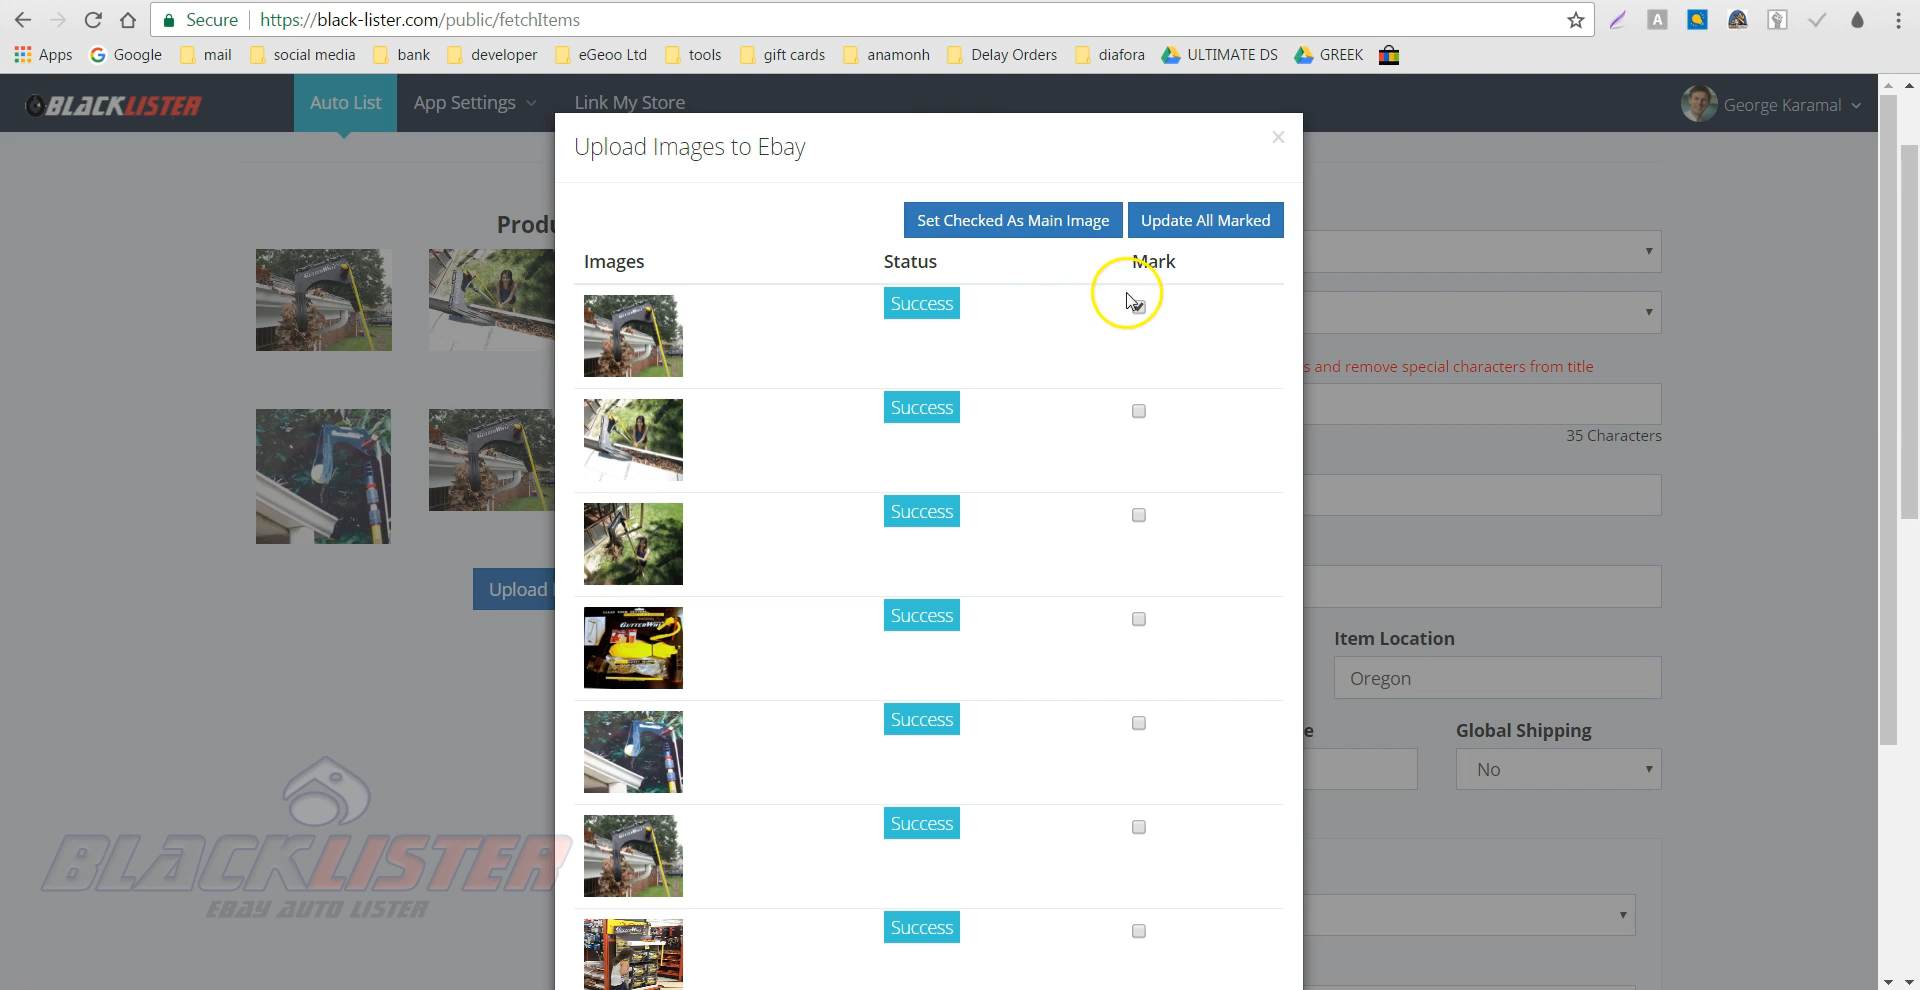 Secure https://black-lister.com/public/fetchItems
Apps Google mail social media bank developer eGeoo Ltd tools gift cards anamonh Delay Orders diafora ULTIMATE DS GREEK
BLACKLISTER Auto List App Settings Link My Store George Karamal
Upload Images to Ebay
Set Checked As Main Image Update All Marked
Images Status Mark
Success
Success
Success
Success
Success
Success
Success
Upload
s and remove special characters from title
35 Characters
Item Location
Oregon
e Global Shipping
No
BLACKLISTER
EBAY AUTO LISTER